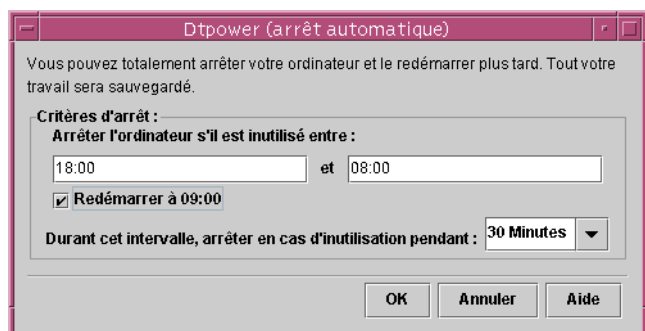 Dtpower (arrêt automatique)
Vous pouvez totalement arrêter votre ordinateur et le redémarrer plus tard. Tout votre
travail sera sauvegardé.
Critères d'arrêt :
Arrêter l'ordinateur s'il est inutilisé entre :
18:00 et 08:00
Redémarrer à 09:00
Durant cet intervalle, arrêter en cas d'inutilisation pendant : 30 Minutes
OK Annuler Aide